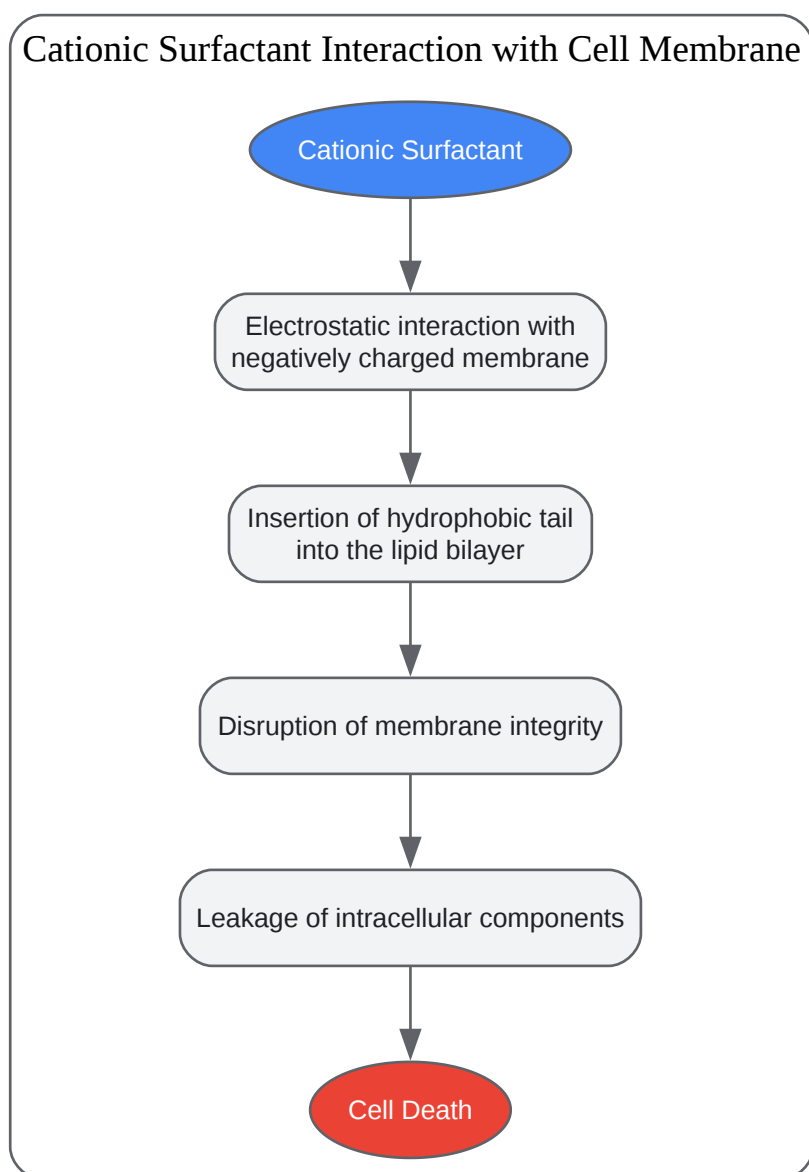 Cationic Surfactant Interaction with Cell Membrane
Cationic Surfactant
Electrostatic interaction with
negatively charged membrane
Insertion of hydrophobic tail
into the lipid bilayer
Disruption of membrane integrity
Leakage of intracellular components
Cell Death